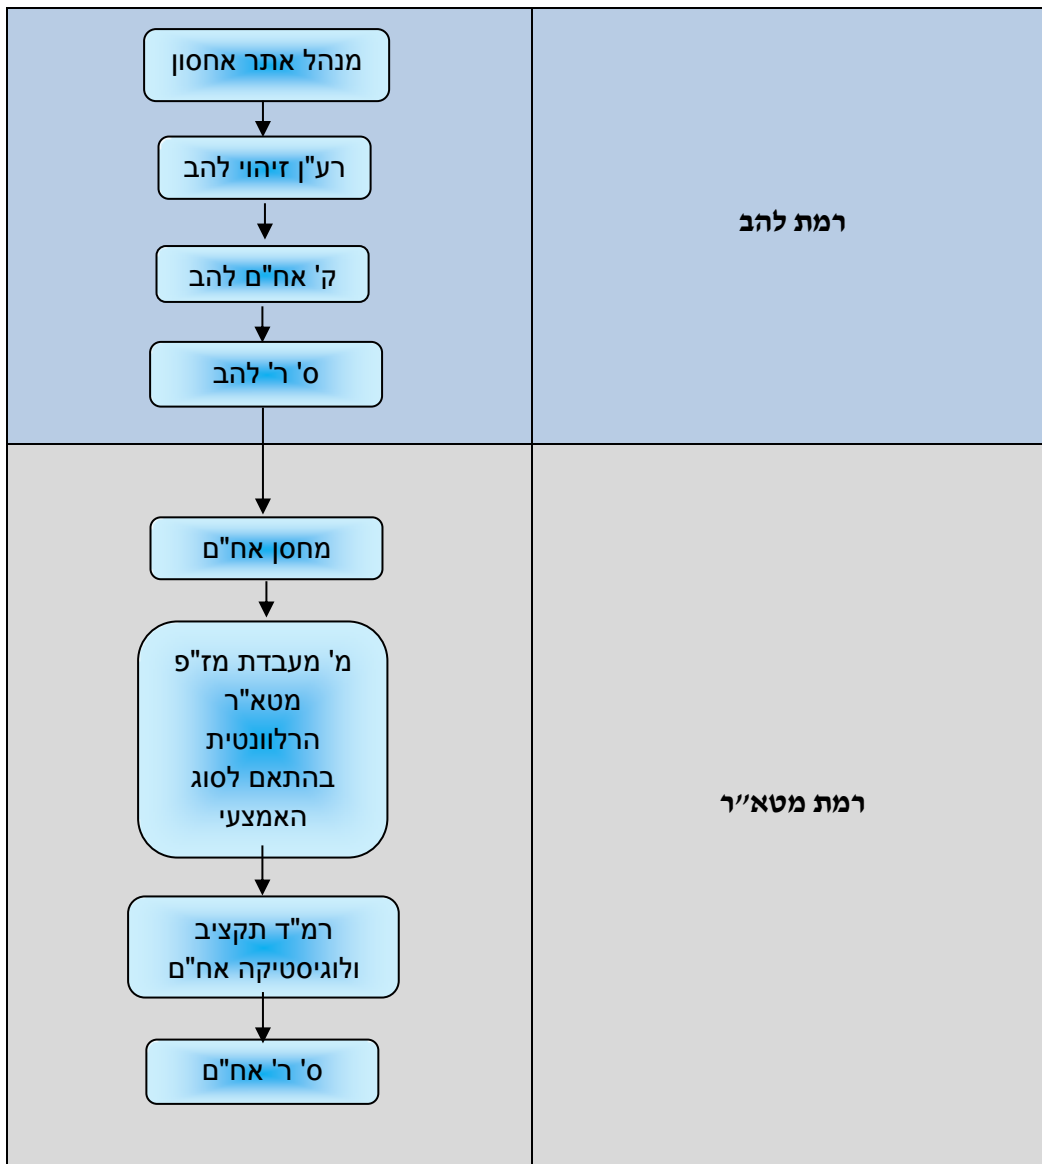 רמת להב
מנהל אתר אחסון
רע"ן זיהוי להב
ק' אח"ם להב
ס' ר' להב
רמת מטא"ר
מחסן אח"ם
מ' מעבדת מז"פ
מטא"ר
הרלוונטית
בהתאם לסוג
האמצעי
רמ"ד תקציב
ולוגיסטיקה אח"ם
ס' ר' אח"ם